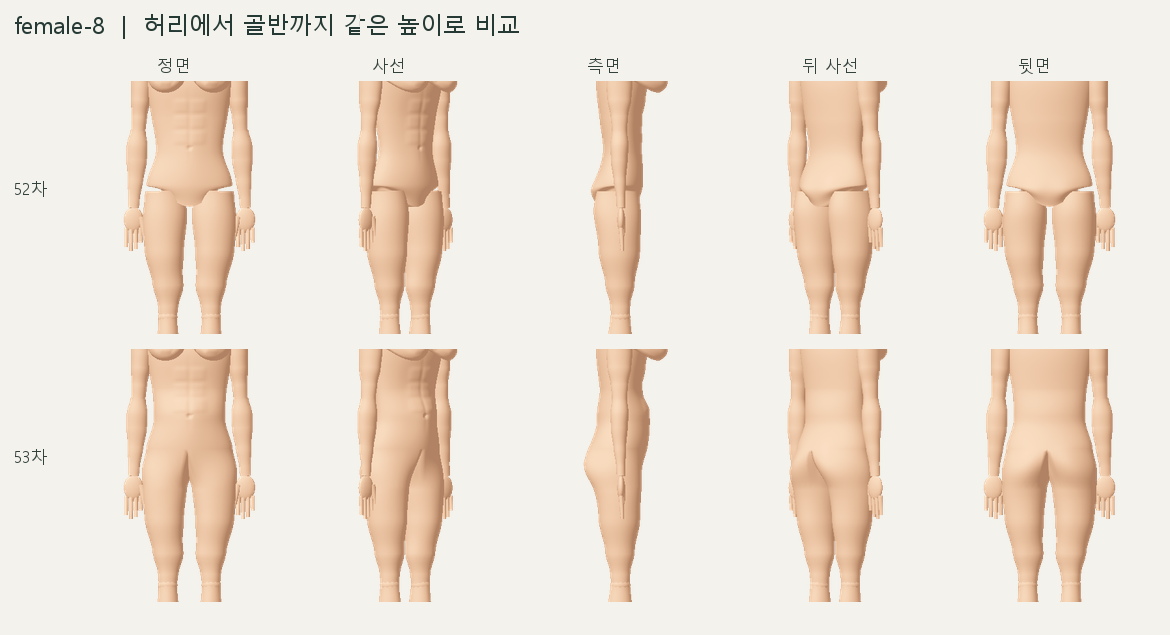 female-8 | 허리에서 골반까지 같은 높이로 비교
정면 사선 측면 뒤 사선 뒷면
52차
53차